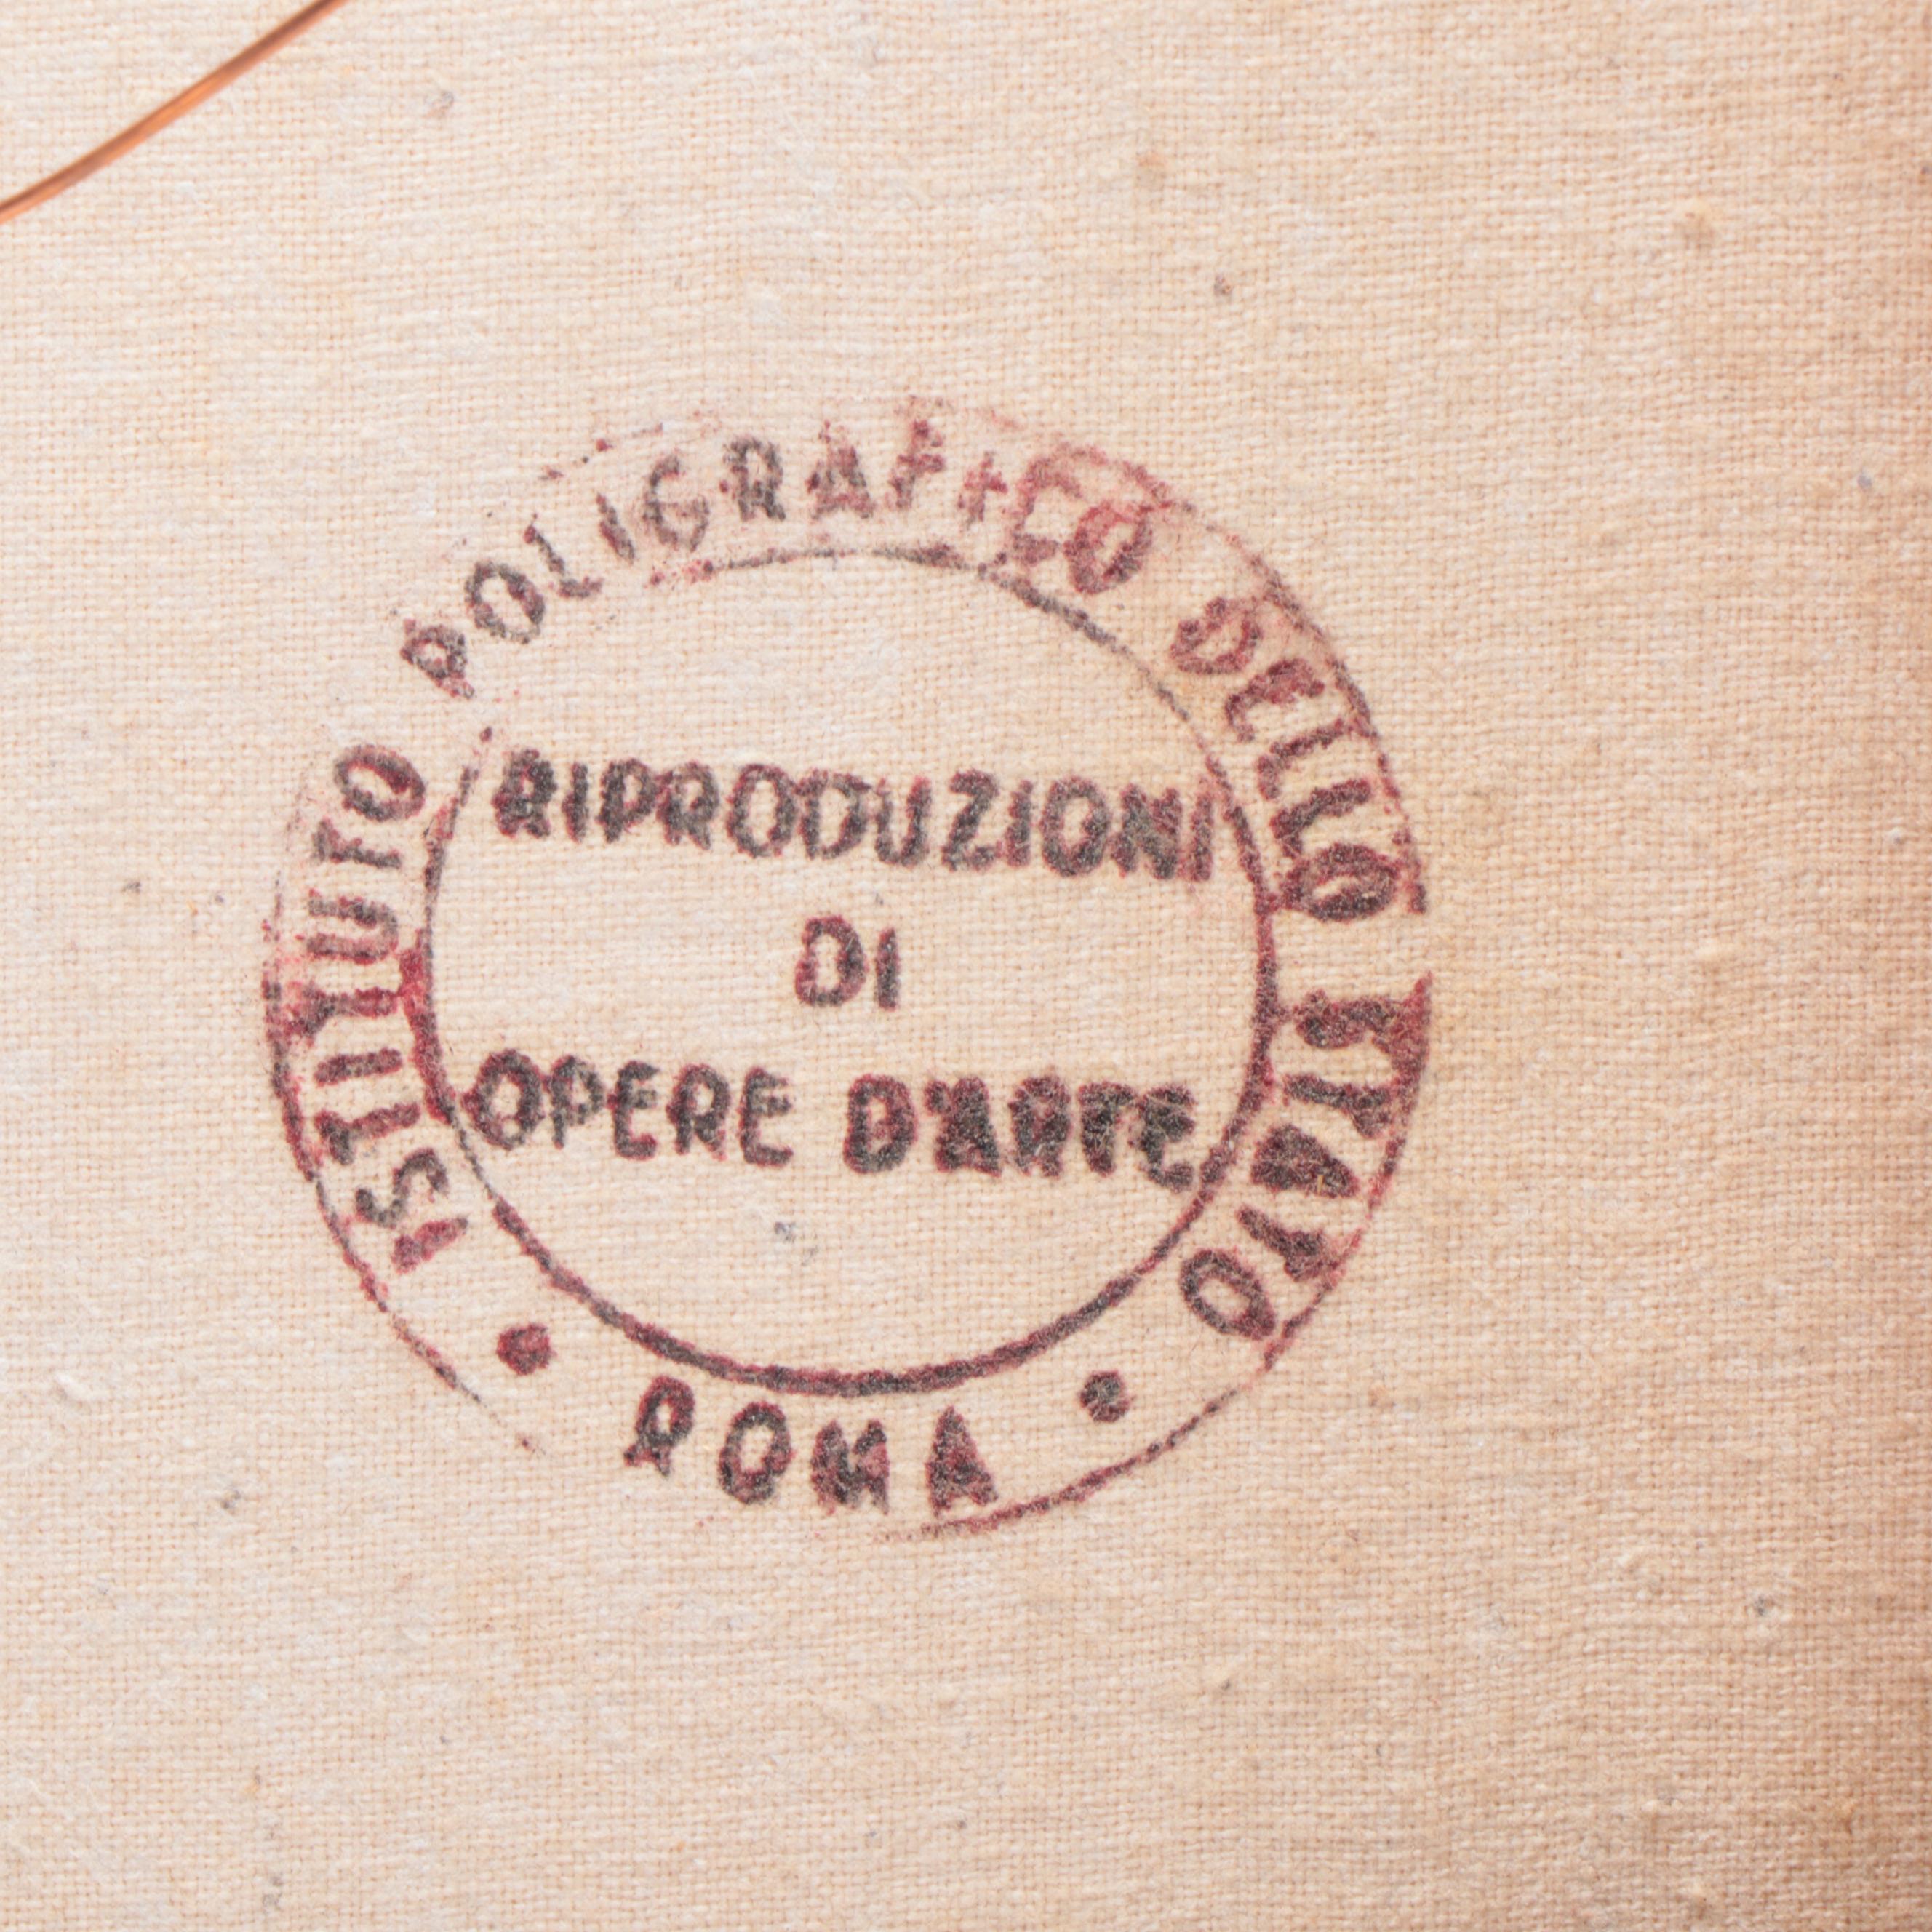 ISTITUTO POLIGRAFICO DELLO STATO
RIPRODUZIONI
DI
OPERE D'ARTE
• ROMA •